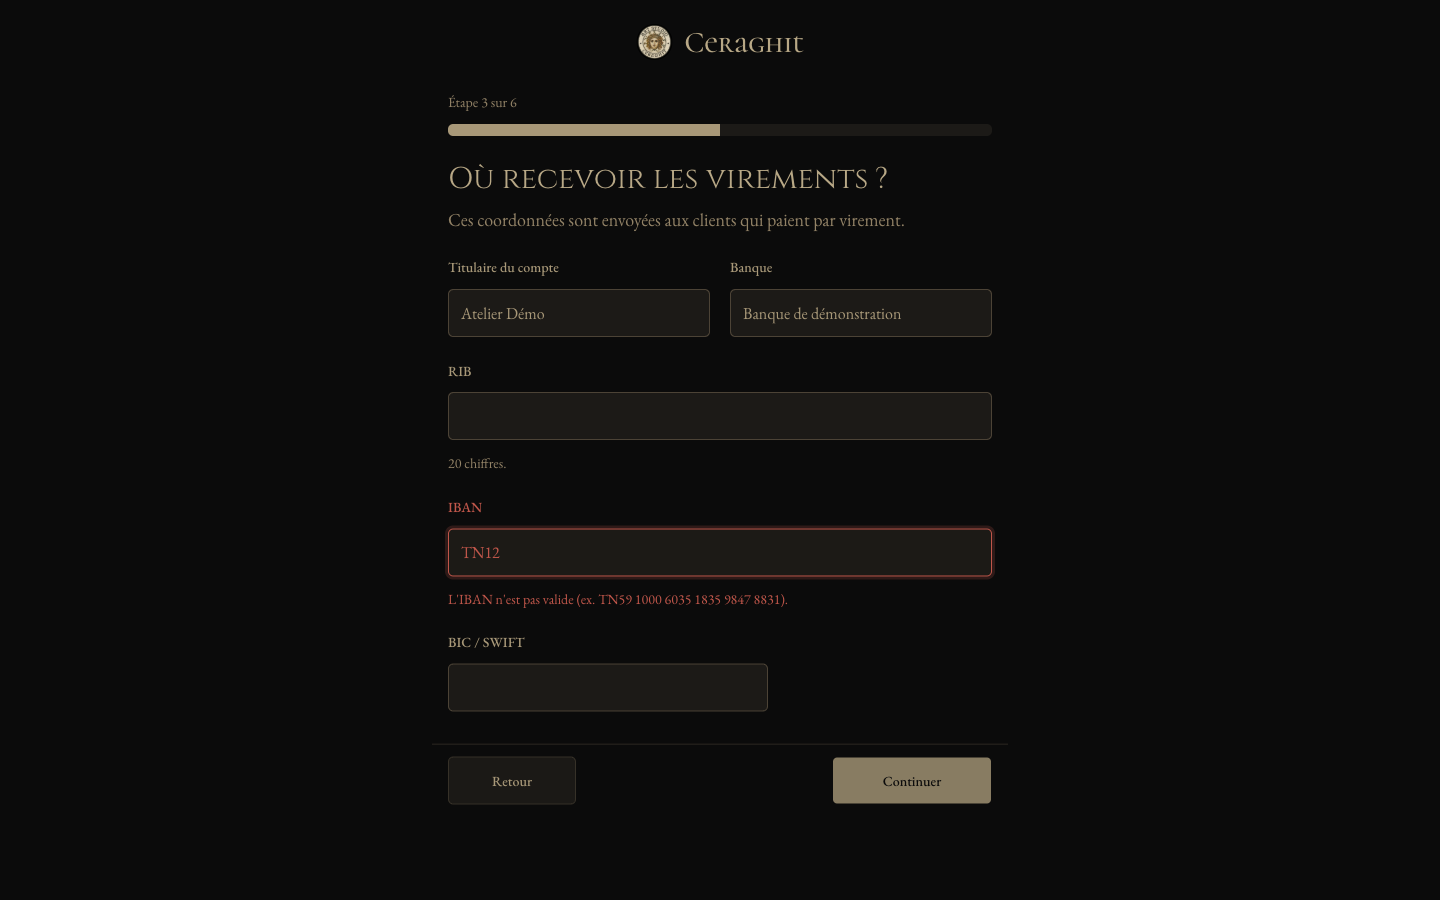 Ceraghit
Étape 3 sur 6
Où recevoir les virements ?
Ces coordonnées sont envoyées aux clients qui paient par virement.
Titulaire du compte
Banque
Atelier Démo
Banque de démonstration
RIB
20 chiffres.
IBAN
TN12
L'IBAN n'est pas valide (ex. TN59 1000 6035 1835 9847 8831).
BIC / SWIFT
Retour
Continuer